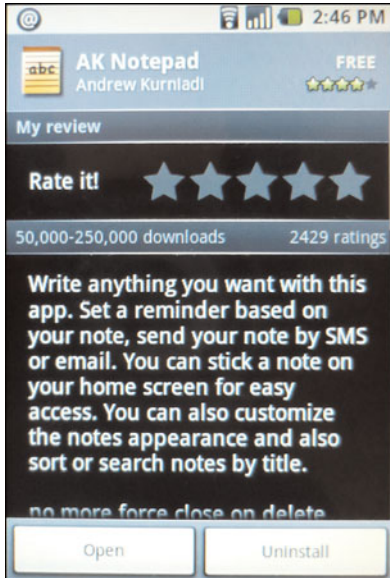 @ 2:46 PM
abc AK Notepad FREE
Andrew Kurniadi
My review
Rate it!
50,000-250,000 downloads 2429 ratings
Write anything you want with this
app. Set a reminder based on
your note, send your note by SMS
or email. You can stick a note on
your home screen for easy
access. You can also customize
the notes appearance and also
sort or search notes by title.
no more force close on delete
Open Uninstall